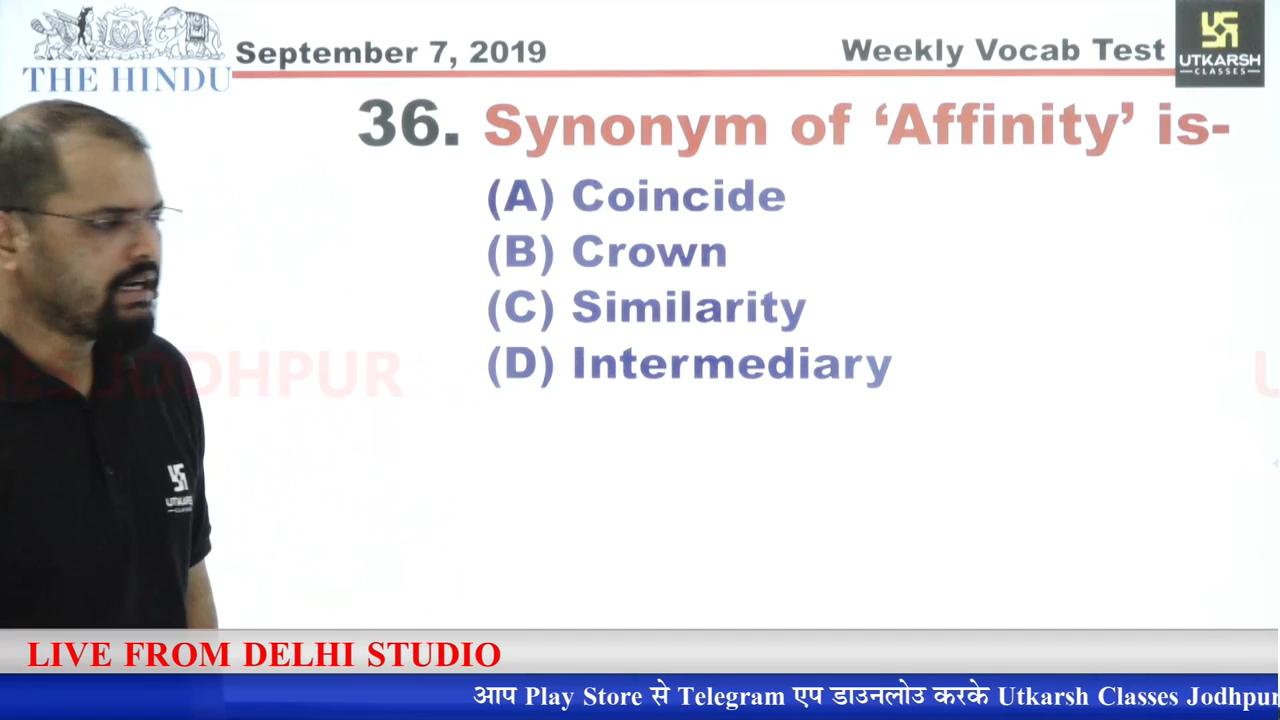 THE HINDU
September 7, 2019
Weekly Vocab Test
UTKARSH
CLASSES
36. Synonym of ‘Affinity’ is-
(A) Coincide
(B) Crown
(C) Similarity
(D) Intermediary
JODHPUR
LIVE FROM DELHI STUDIO
आप Play Store से Telegram एप डाउनलोउ करके Utkarsh Classes Jodhpur